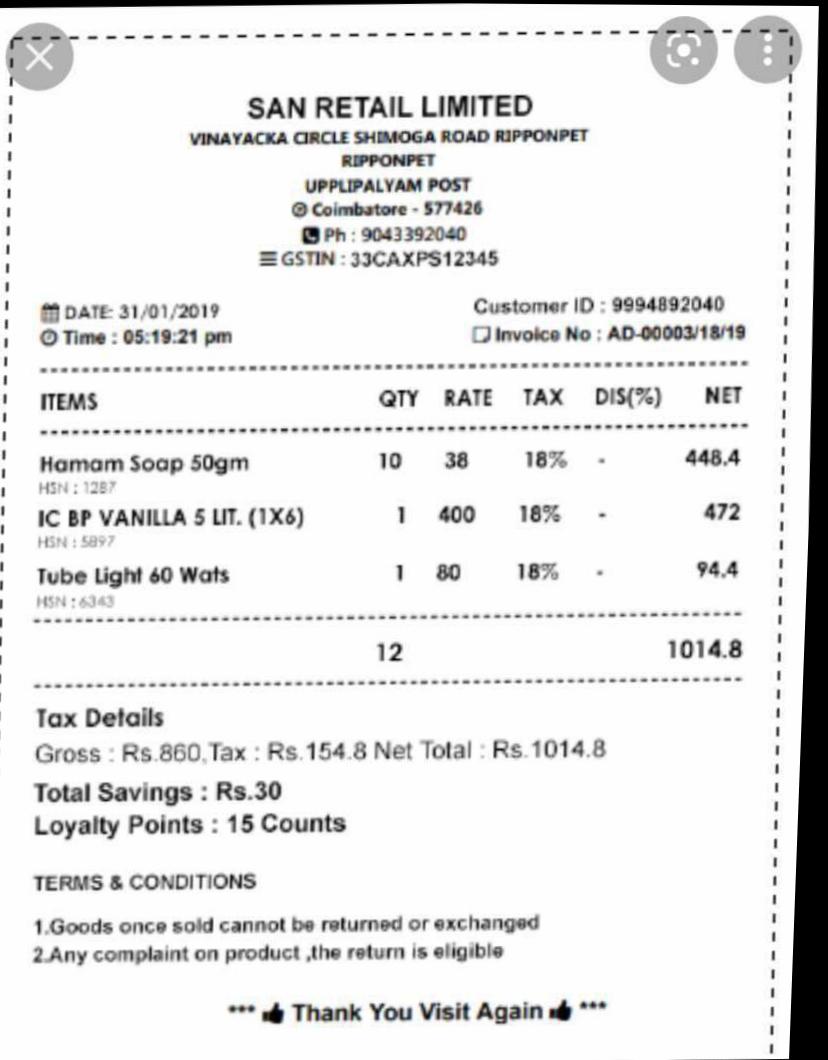 SAN RETAIL LIMITED
VINAYACKA CIRCLE SHIMOGA ROAD RIPPONPET
RIPPONPET
UPPLIPALYAM POST
Coimbatore - 577426
Ph : 9043392040
GSTIN : 33CAXPS12345
DATE: 31/01/2019 Customer ID : 9994892040
Time : 05:19:21 pm Invoice No : AD-00003/18/19
ITEMS QTY RATE TAX DIS(%) NET
Hamam Soap 50gm 10 38 18% - 448.4
HSN : 1287
IC BP VANILLA 5 LIT. (1X6) 1 400 18% - 472
HSN : 5897
Tube Light 60 Wats 1 80 18% - 94.4
HSN : 6343
12 1014.8
Tax Details
Gross : Rs.860,Tax : Rs.154.8 Net Total : Rs.1014.8
Total Savings : Rs.30
Loyalty Points : 15 Counts
TERMS & CONDITIONS
1.Goods once sold cannot be returned or exchanged
2.Any complaint on product ,the return is eligible
*** Thank You Visit Again ***